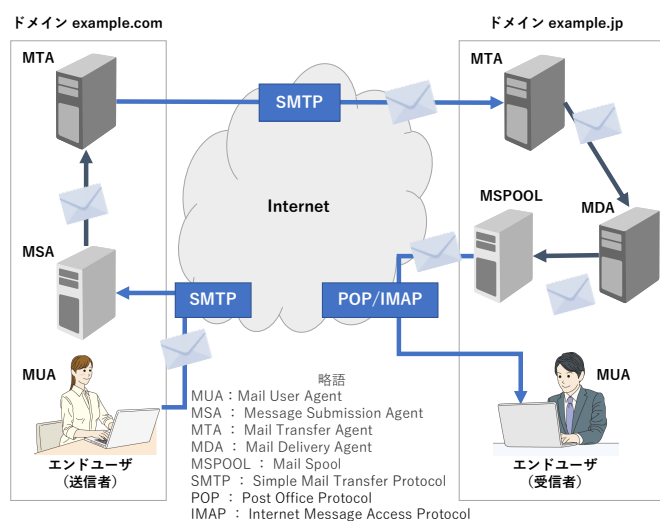 ドメイン example.com
ドメイン example.jp
MTA
MTA
SMTP
Internet
MSPOOL
MDA
MSA
SMTP
POP/IMAP
MUA
MUA
略語
MUA：Mail User Agent
MSA ： Message Submission Agent
MTA ： Mail Transfer Agent
MDA ： Mail Delivery Agent
MSPOOL ： Mail Spool
SMTP ： Simple Mail Transfer Protocol
POP ： Post Office Protocol
IMAP ： Internet Message Access Protocol
エンドユーザ
（送信者）
エンドユーザ
（受信者）